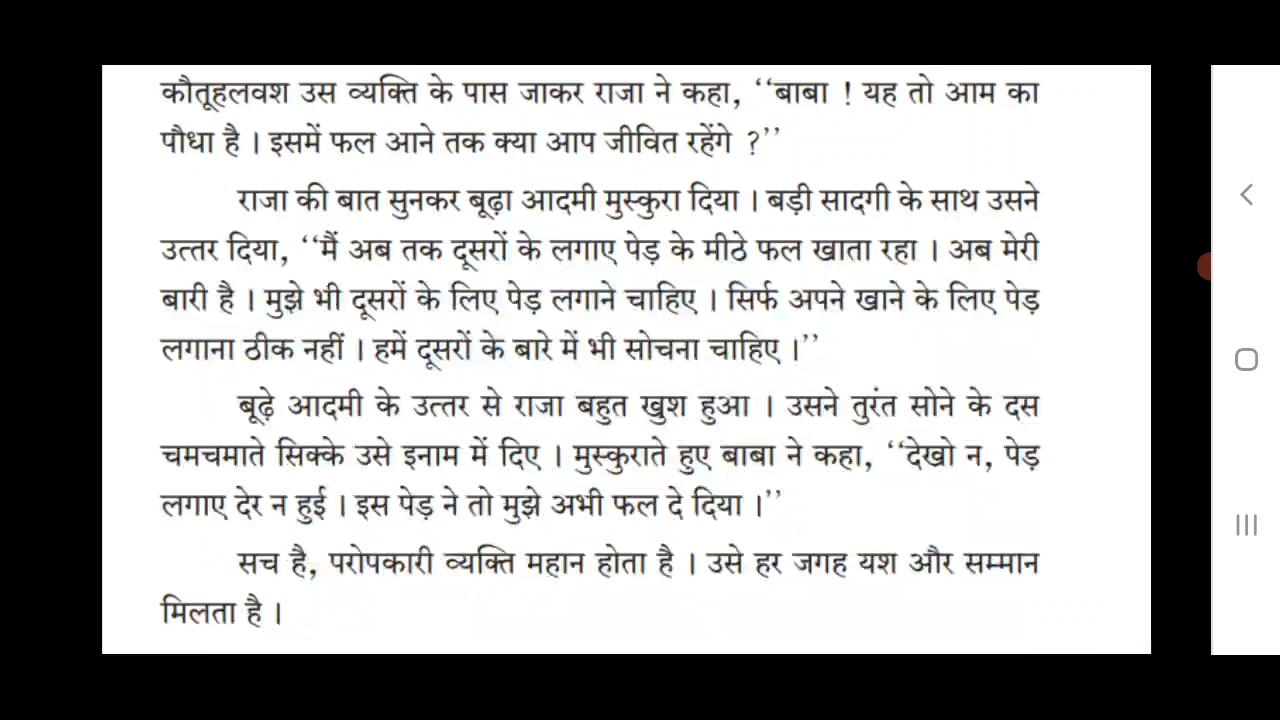 कौतूहलवश उस व्यक्ति के पास जाकर राजा ने कहा, ‘‘बाबा ! यह तो आम का
पौधा है । इसमें फल आने तक क्या आप जीवित रहेंगे ?’’
राजा की बात सुनकर बूढ़ा आदमी मुस्कुरा दिया । बड़ी सादगी के साथ उसने
उत्तर दिया, ‘‘मैं अब तक दूसरों के लगाए पेड़ के मीठे फल खाता रहा । अब मेरी
बारी है । मुझे भी दूसरों के लिए पेड़ लगाने चाहिए । सिर्फ अपने खाने के लिए पेड़
लगाना ठीक नहीं । हमें दूसरों के बारे में भी सोचना चाहिए ।’’
बूढ़े आदमी के उत्तर से राजा बहुत खुश हुआ । उसने तुरंत सोने के दस
चमचमाते सिक्के उसे इनाम में दिए । मुस्कुराते हुए बाबा ने कहा, ‘‘देखो न, पेड़
लगाए देर न हुई । इस पेड़ ने तो मुझे अभी फल दे दिया ।’’
सच है, परोपकारी व्यक्ति महान होता है । उसे हर जगह यश और सम्मान
मिलता है ।